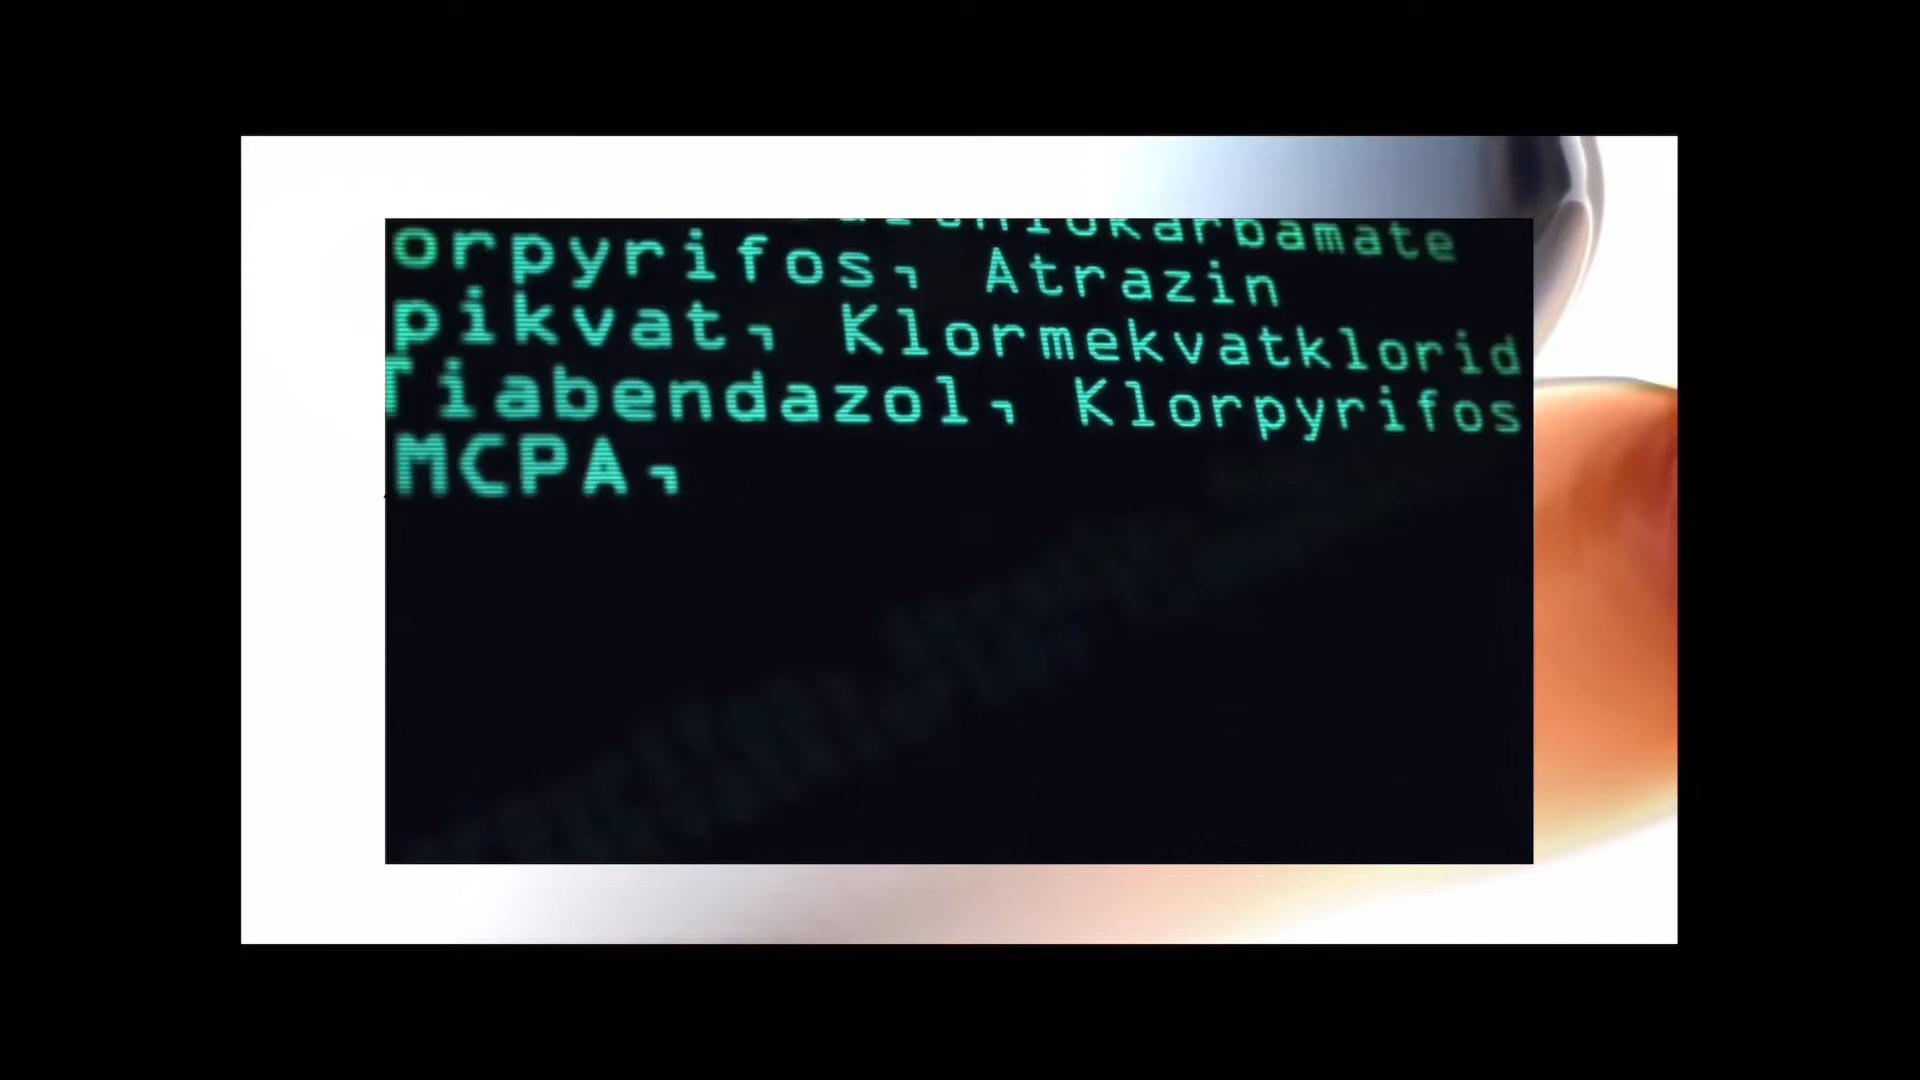 orpyrifos, Atrazin
pikvat, Klormekvatklorid
Tiabendazol, Klorpyrifos
MCPA,